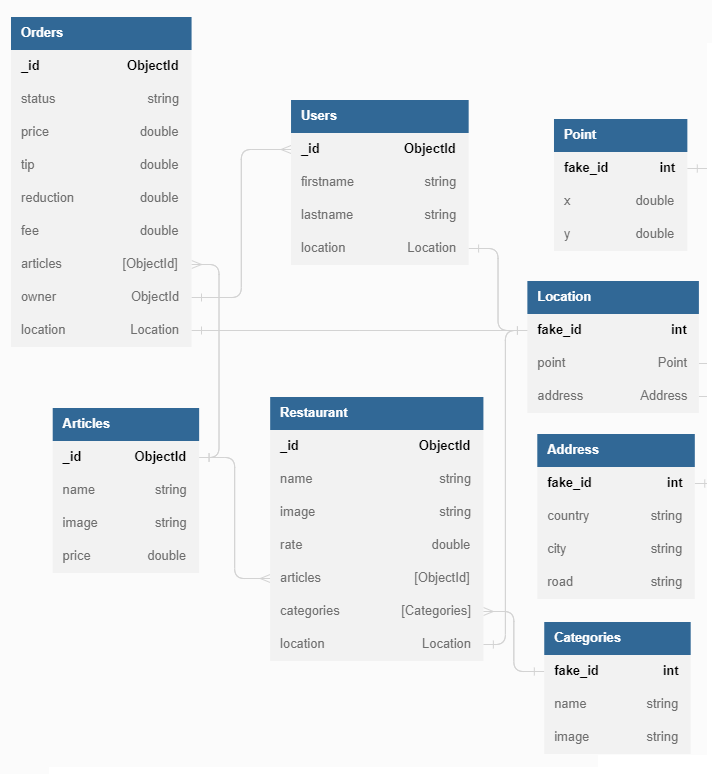 Orders
_id ObjectId
status string
price double
tip double
reduction double
fee double
articles [ObjectId]
owner ObjectId
location Location
Users
_id ObjectId
firstname string
lastname string
location Location
Point
fake_id int
x double
y double
Location
fake_id int
point Point
address Address
Articles
_id ObjectId
name string
image string
price double
Restaurant
_id ObjectId
name string
image string
rate double
articles [ObjectId]
categories [Categories]
location Location
Address
fake_id int
country string
city string
road string
Categories
fake_id int
name string
image string